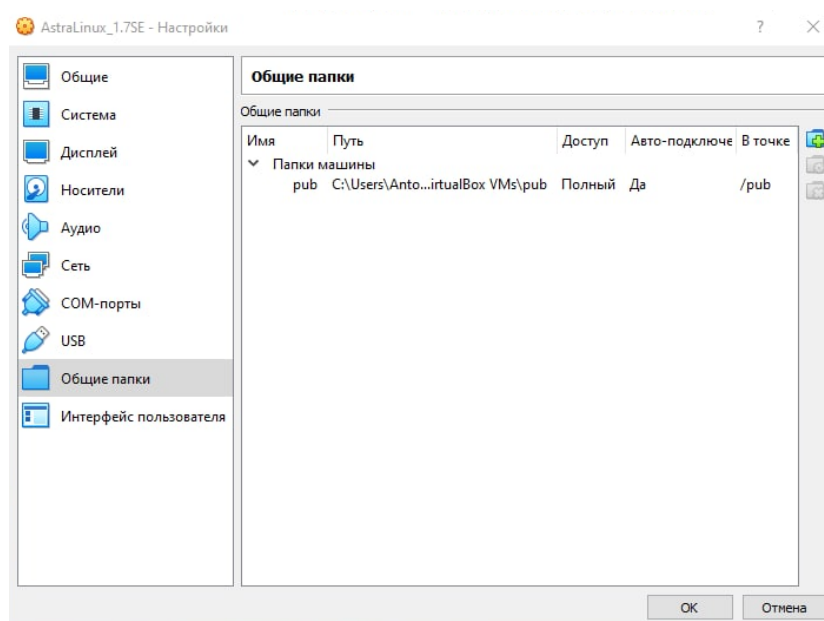 AstraLinux_1.7SE - Настройки
Общие
Система
Дисплей
Носители
Аудио
Сеть
COM-порты
USB
Общие папки
Интерфейс пользователя
Общие папки
Общие папки
Имя Путь Доступ Авто-подключе В точке
Папки машины
pub C:\Users\Anto...irtualBox VMs\pub Полный Да /pub
OK Отмена